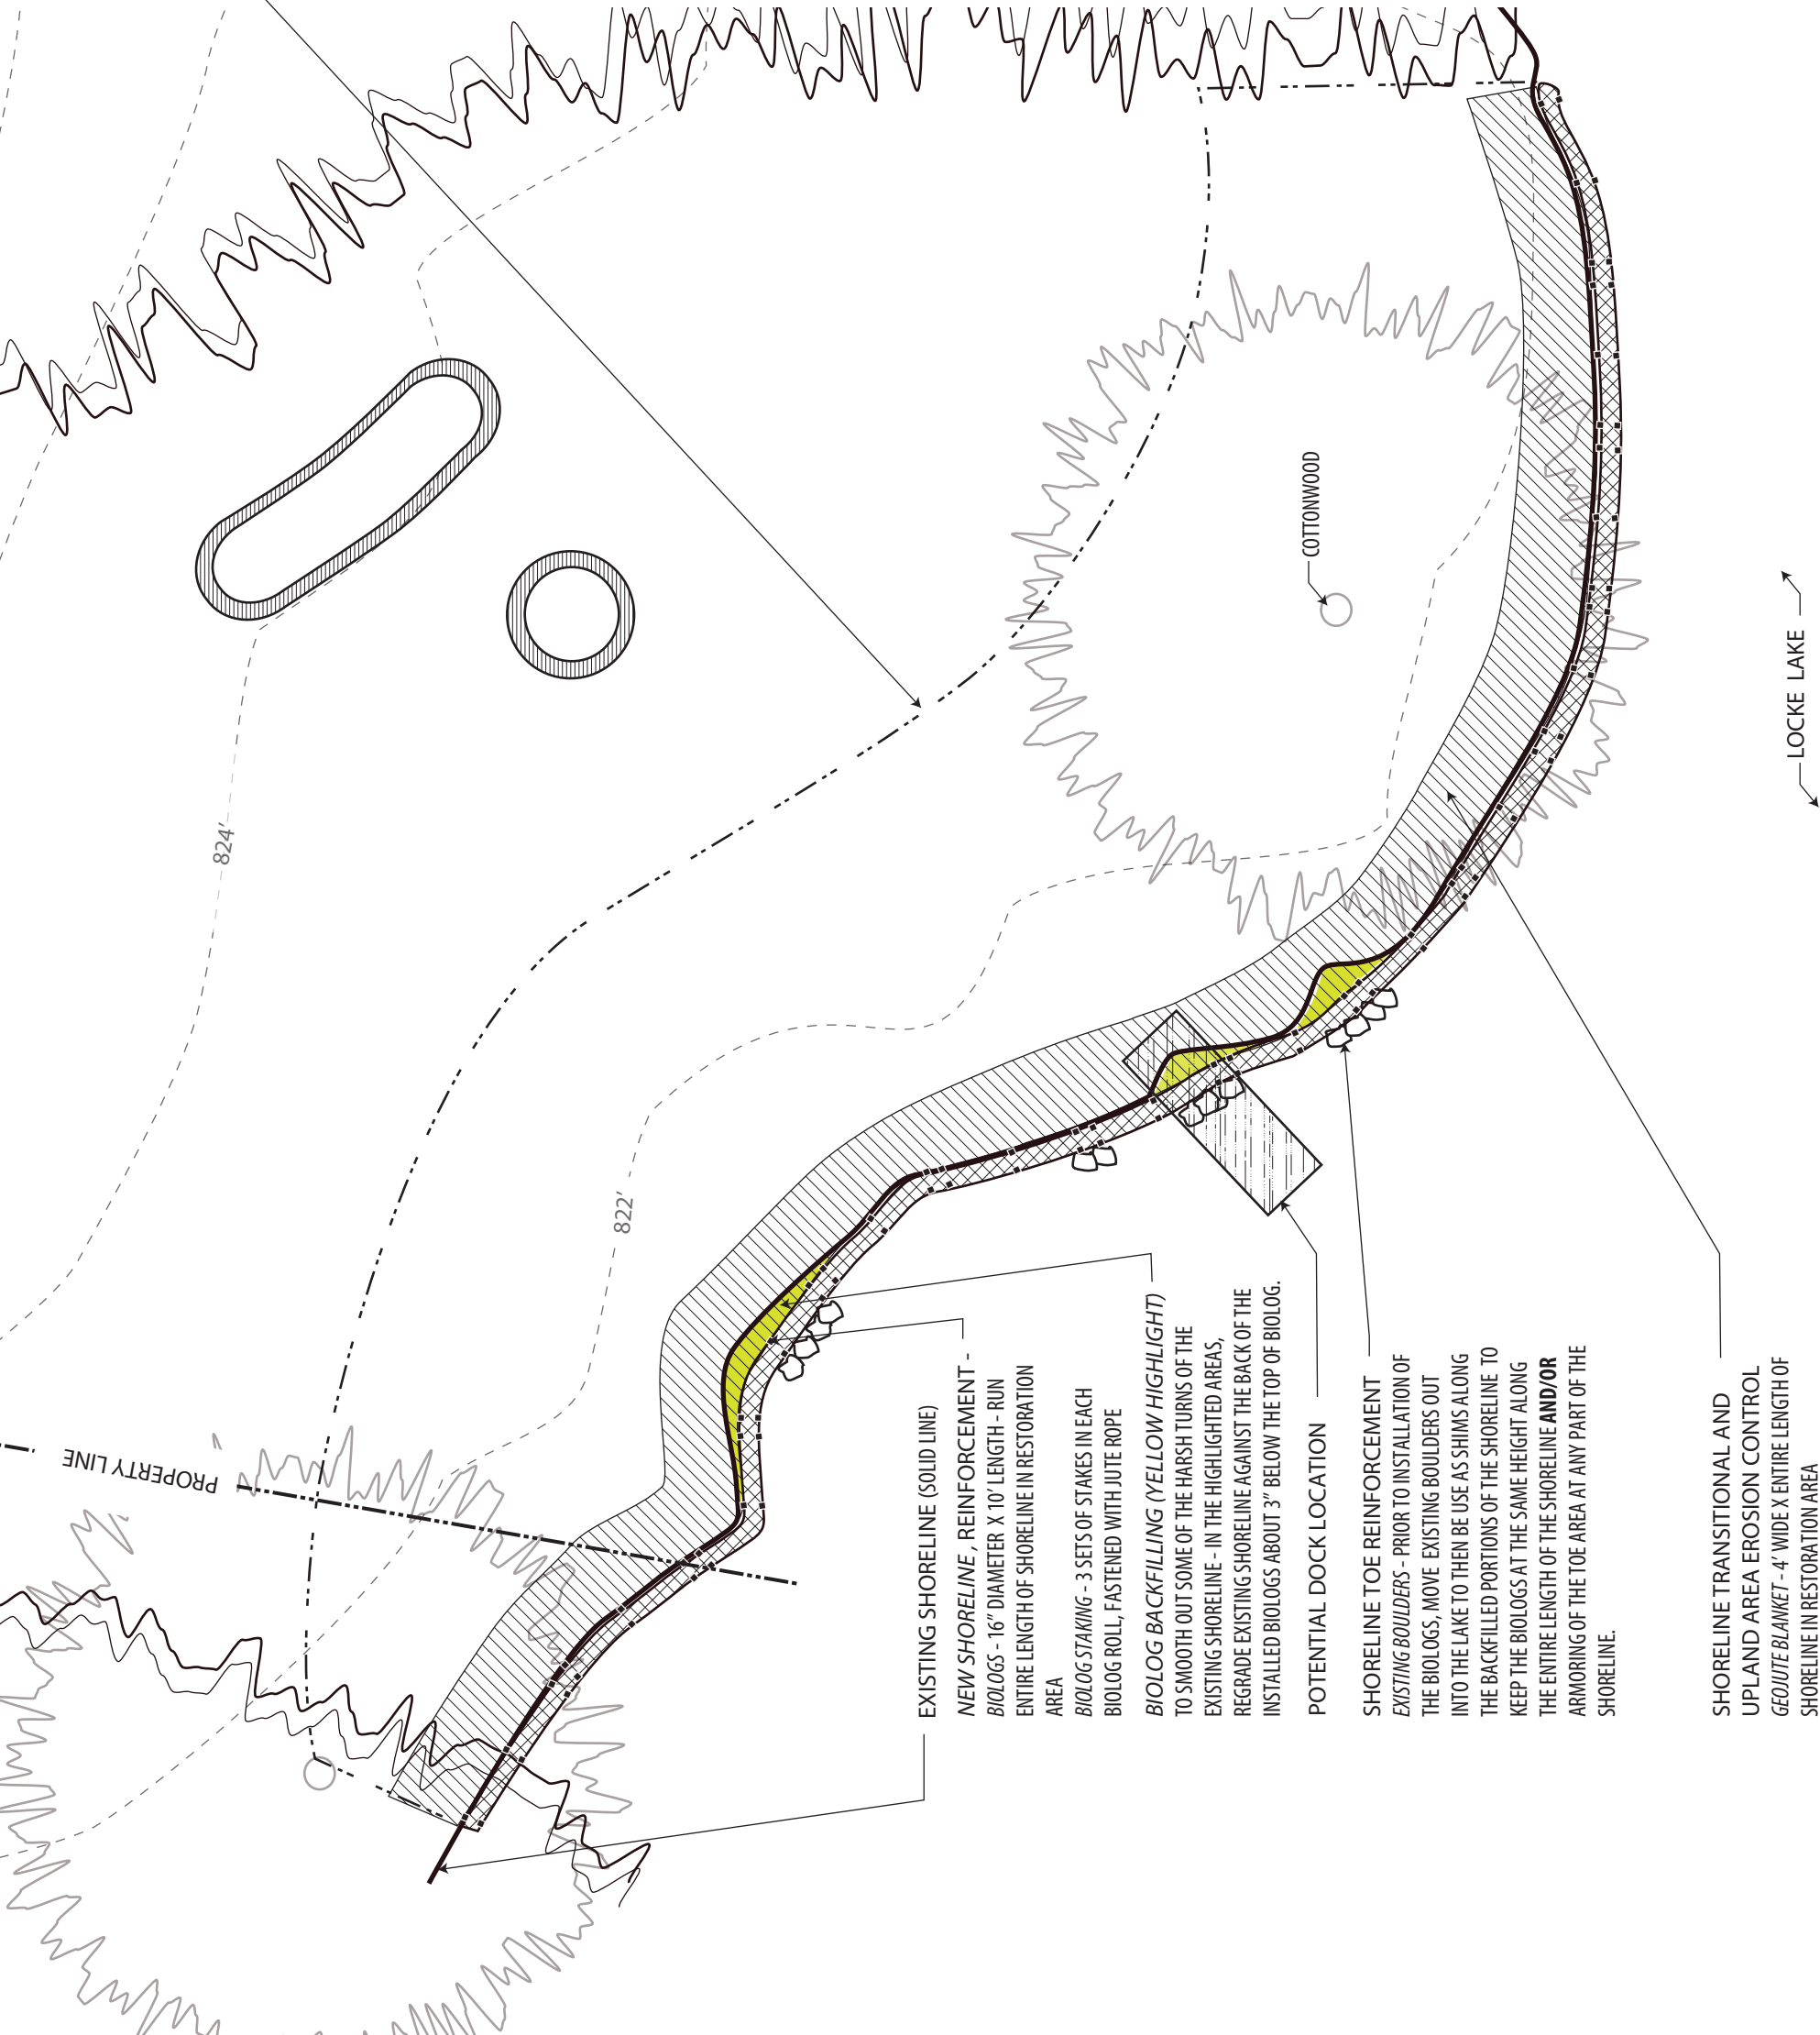 824'
822'
PROPERTY LINE
COTTONWOOD
LOCKE LAKE
EXISTING SHORELINE (SOLID LINE)
NEW SHORELINE, REINFORCEMENT -
BIOLOGS - 16" DIAMETER X 10' LENGTH - RUN
ENTIRE LENGTH OF SHORELINE IN RESTORATION
AREA
BIOLOG STAKING - 3 SETS OF STAKES IN EACH
BIOLOG ROLL, FASTENED WITH JUTE ROPE
BIOLOG BACKFILLING (YELLOW HIGHLIGHT)
TO SMOOTH OUT SOME OF THE HARSH TURNS OF THE
EXISTING SHORELINE - IN THE HIGHLIGHTED AREAS,
REGRADE EXISTING SHORELINE AGAINST THE BACK OF THE
INSTALLED BIOLOGS ABOUT 3" BELOW THE TOP OF BIOLOG.
POTENTIAL DOCK LOCATION
SHORELINE TOE REINFORCEMENT
EXISTING BOULDERS - PRIOR TO INSTALLATION OF
THE BIOLOGS, MOVE EXISTING BOULDERS OUT
INTO THE LAKE TO THEN BE USE AS SHIMS ALONG
THE BACKFILLED PORTIONS OF THE SHORELINE TO
KEEP THE BIOLOGS AT THE SAME HEIGHT ALONG
THE ENTIRE LENGTH OF THE SHORELINE AND/OR
ARMORING OF THE TOE AREA AT ANY PART OF THE
SHORELINE.
SHORELINE TRANSITIONAL AND
UPLAND AREA EROSION CONTROL
GEOJUTE BLANKET - 4' WIDE X ENTIRE LENGTH OF
SHORELINE IN RESTORATION AREA